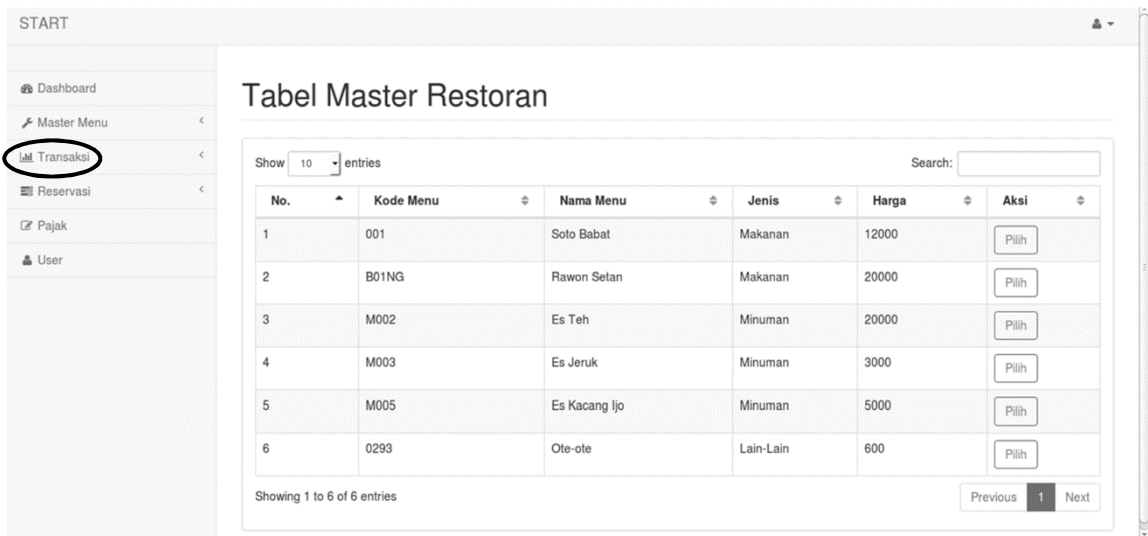 START
Dashboard
Master Menu
Transaksi
Reservasi
Pajak
User
Tabel Master Restoran
Show 10 entries Search:
No. Kode Menu Nama Menu Jenis Harga Aksi
1 001 Soto Babat Makanan 12000 Pilih
2 B01NG Rawon Setan Makanan 20000 Pilih
3 M002 Es Teh Minuman 20000 Pilih
4 M003 Es Jeruk Minuman 3000 Pilih
5 M005 Es Kacang Ijo Minuman 5000 Pilih
6 0293 Ote-ote Lain-Lain 600 Pilih
Showing 1 to 6 of 6 entries Previous 1 Next